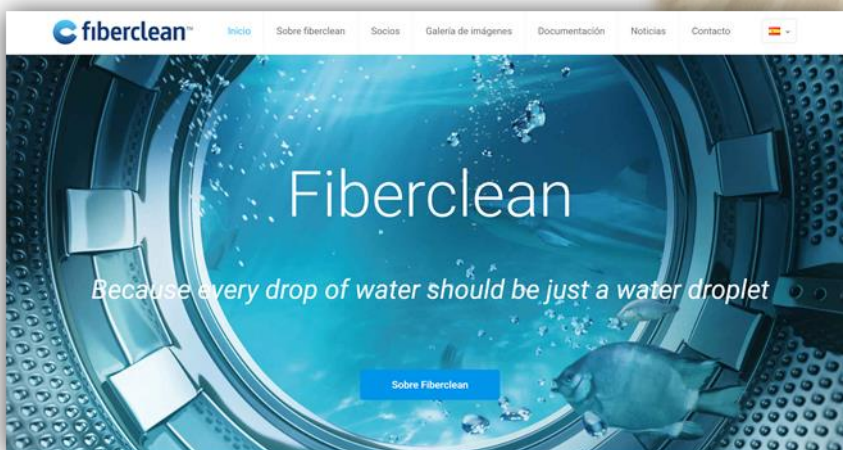 fiberclean™
Inicio
Sobre fiberclean
Socios
Galería de imágenes
Documentación
Noticias
Contacto
Fiberclean
Because every drop of water should be just a water droplet
Sobre Fiberclean